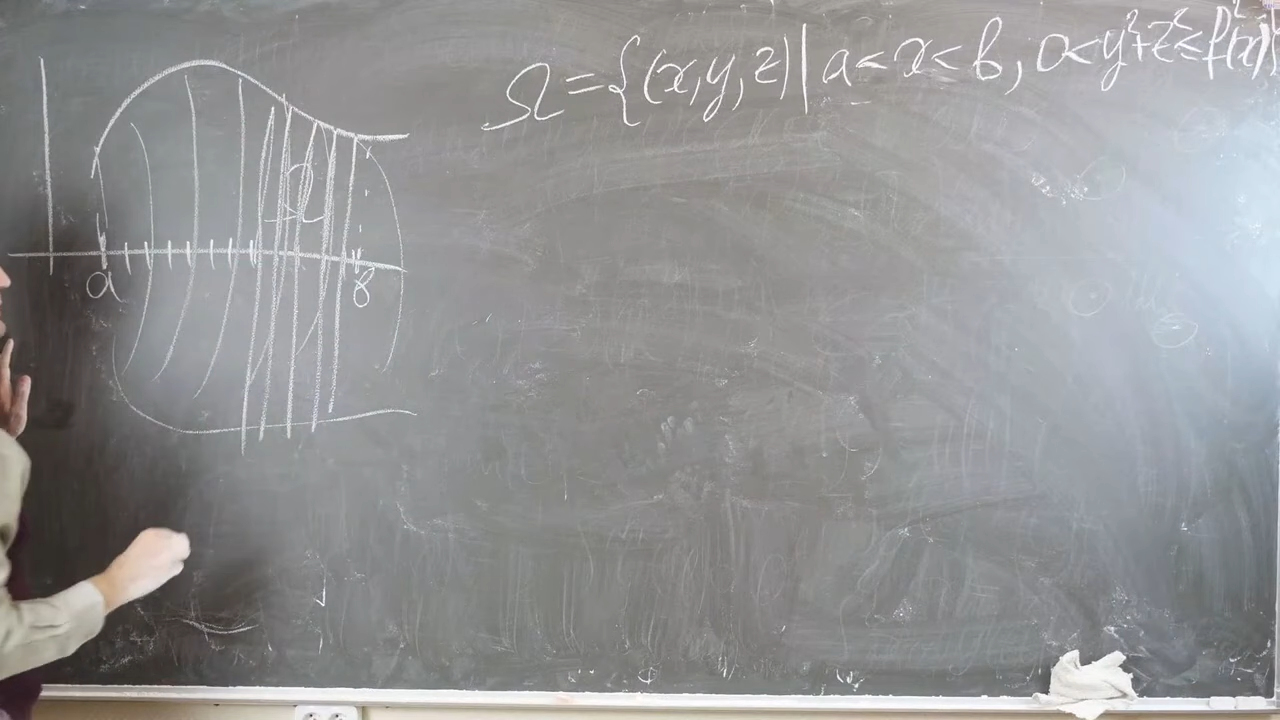 Ω = {(x, y, z) | a < x < b, 0 < y² + z² ≤ f²(x)}
Ω
a b